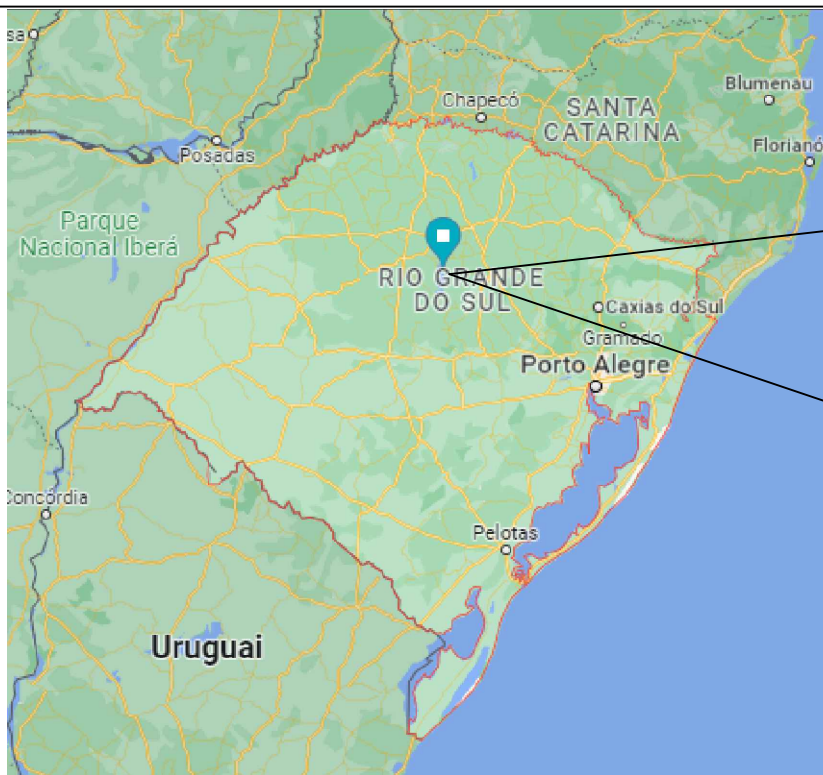 sa
Chapecó
Blumenau
SANTA
CATARINA
Florianó
Posadas
Parque
Nacional Iberá
RIO GRANDE
DO SUL
Caxias do Sul
Gramado
Porto Alegre
Concórdia
Pelotas
Uruguai